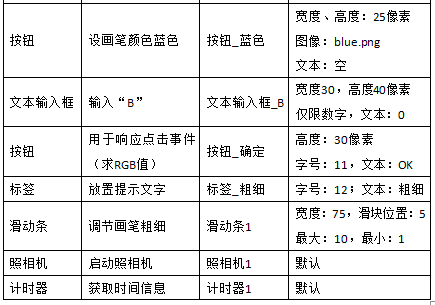 按钮 设画笔颜色蓝色 按钮_蓝色 宽度、高度：25像素
图像：blue.png
文本：空
文本输入框 输入“B” 文本输入框_B 宽度30，高度40像素
仅限数字，文本：0
按钮 用于响应点击事件（求RGB值） 按钮_确定 高度：30像素
字号：11，文本：OK
标签 放置提示文字 标签_粗细 字号：12；文本：粗细
滑动条 调节画笔粗细 滑动条1 宽度：75，滑块位置：5
最大：10，最小：1
照相机 启动照相机 照相机1 默认
计时器 获取时间信息 计时器1 默认